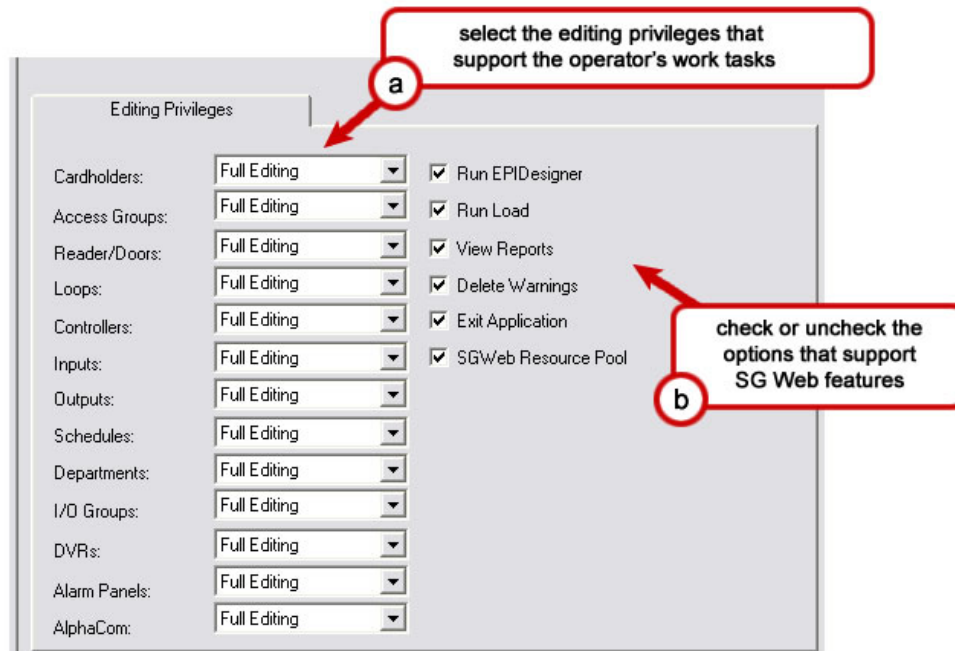 select the editing privileges that
support the operator's work tasks
a
Editing Privileges
Cardholders: Full Editing
Access Groups: Full Editing
Reader/Doors: Full Editing
Loops: Full Editing
Controllers: Full Editing
Inputs: Full Editing
Outputs: Full Editing
Schedules: Full Editing
Departments: Full Editing
I/O Groups: Full Editing
DVRs: Full Editing
Alarm Panels: Full Editing
AlphaCom: Full Editing
Run EPIDesigner
Run Load
View Reports
Delete Warnings
Exit Application
SGWeb Resource Pool
check or uncheck the
options that support
SG Web features
b